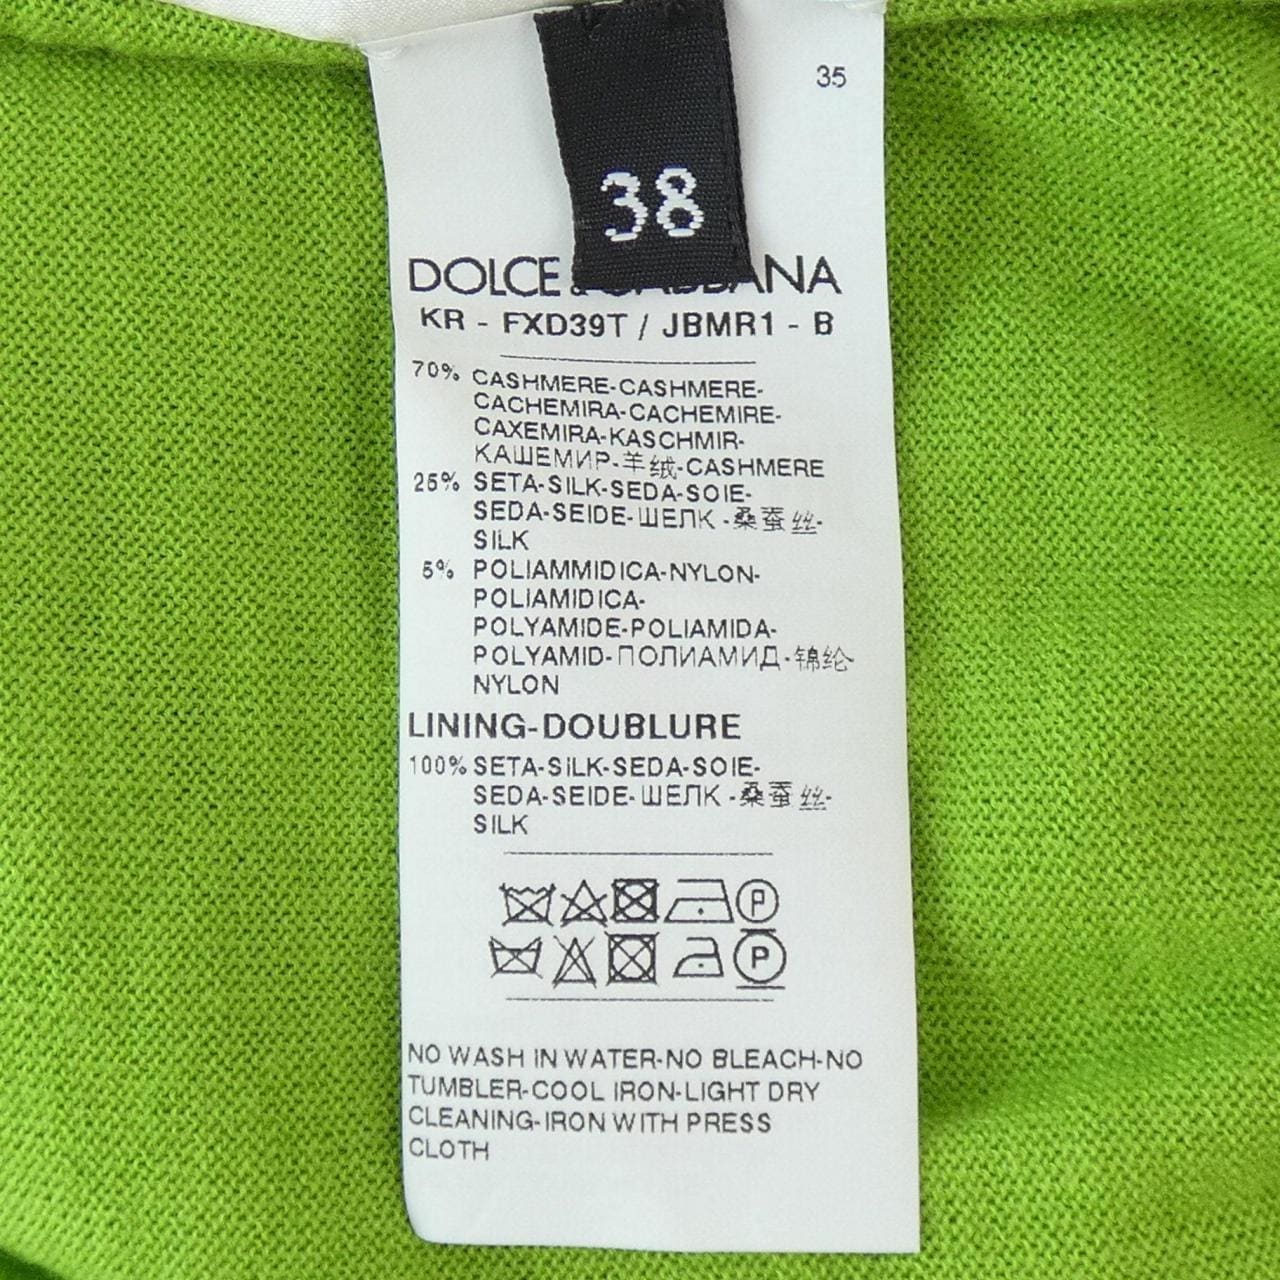 35
38
DOLCE & GABBANA
KR - FXD39T / JBMR1 - B
70% CASHMERE-CASHMERE-
CACHEMIRA-CACHEMIRE-
CAXEMIRA-KASCHMIR-
КАШЕМИР-羊绒-CASHMERE
25% SETA-SILK-SEDA-SOIE-
SEDA-SEIDE-ШЕЛК-桑蚕丝-
SILK
5% POLIAMMIDICA-NYLON-
POLIAMIDICA-
POLYAMIDE-POLIAMIDA-
POLYAMID-ПОЛИАМИД-锦纶-
NYLON
LINING-DOUBLURE
100% SETA-SILK-SEDA-SOIE-
SEDA-SEIDE-ШЕЛК-桑蚕丝-
SILK
P
P
NO WASH IN WATER-NO BLEACH-NO
TUMBLER-COOL IRON-LIGHT DRY
CLEANING-IRON WITH PRESS
CLOTH